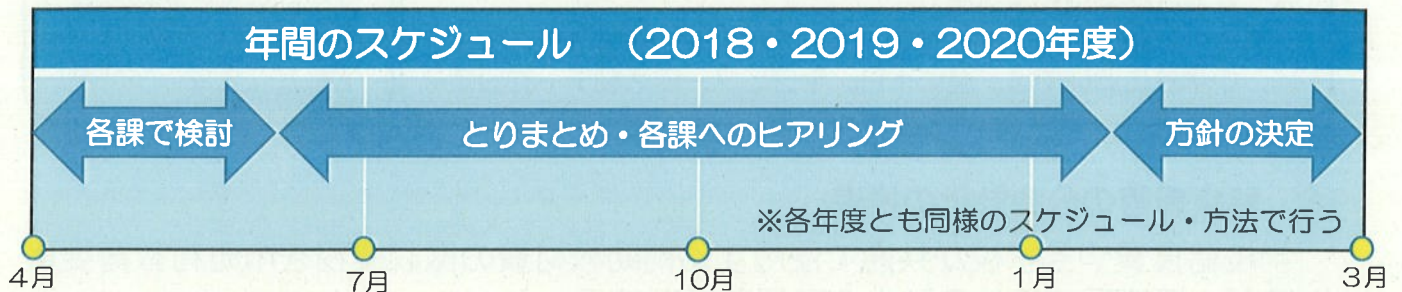 年間のスケジュール (2018・2019・2020年度)
各課で検討 とりまとめ・各課へのヒアリング 方針の決定
※各年度とも同様のスケジュール・方法で行う
4月 7月 10月 1月 3月